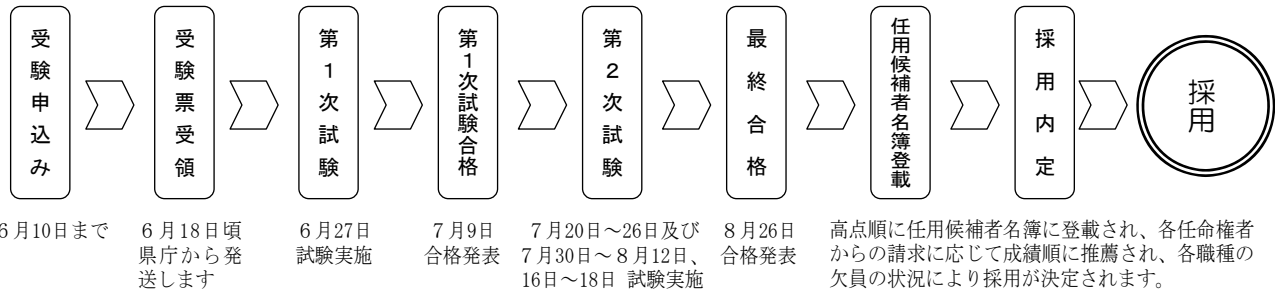 受験申込み
受験票受領
第1次試験
第1次試験合格
第2次試験
最終合格
任用候補者名簿登載
採用内定
採用
6月10日まで
6月18日頃
県庁から発
送します
6月27日
試験実施
7月9日
合格発表
7月20日~26日及び
7月30日~8月12日、
16日~18日 試験実施
8月26日
合格発表
高点順に任用候補者名簿に登載され、各任命権者
からの請求に応じて成績順に推薦され、各職種の
欠員の状況により採用が決定されます。